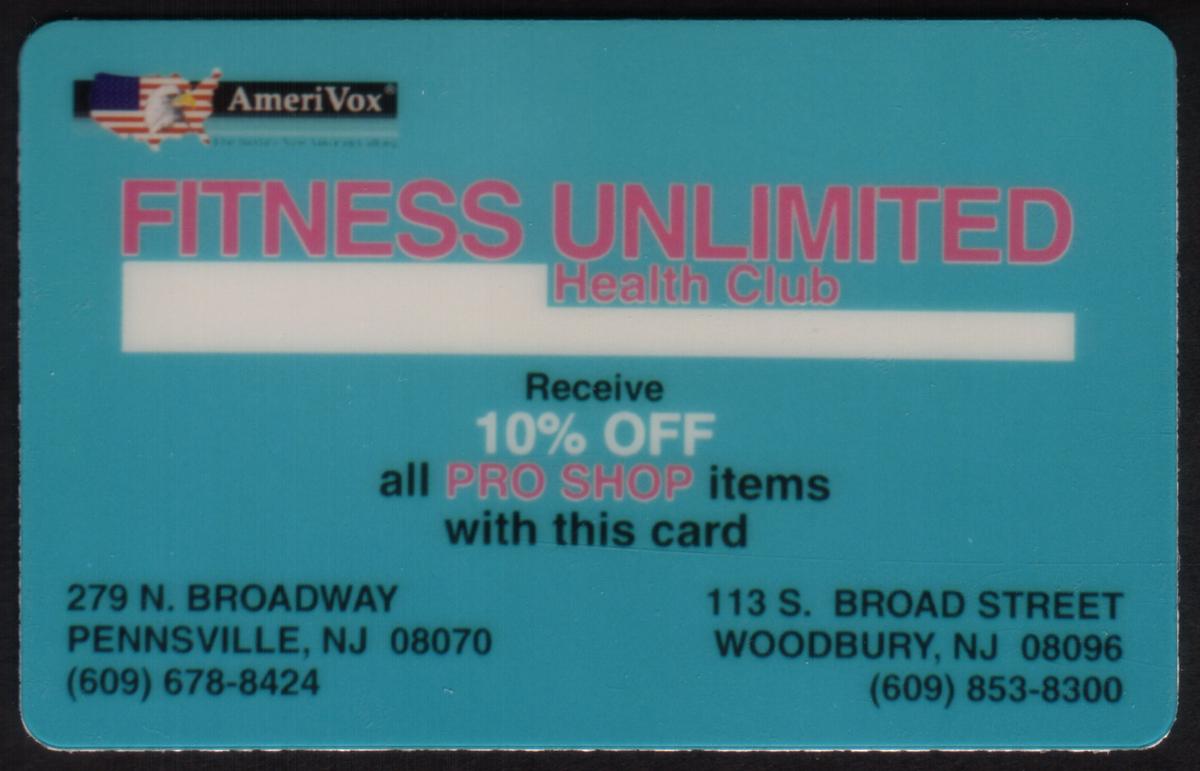 AmeriVox®
FITNESS UNLIMITED
Health Club
Receive
10% OFF
all PRO SHOP items
with this card
279 N. BROADWAY
PENNSVILLE, NJ 08070
(609) 678-8424
113 S. BROAD STREET
WOODBURY, NJ 08096
(609) 853-8300